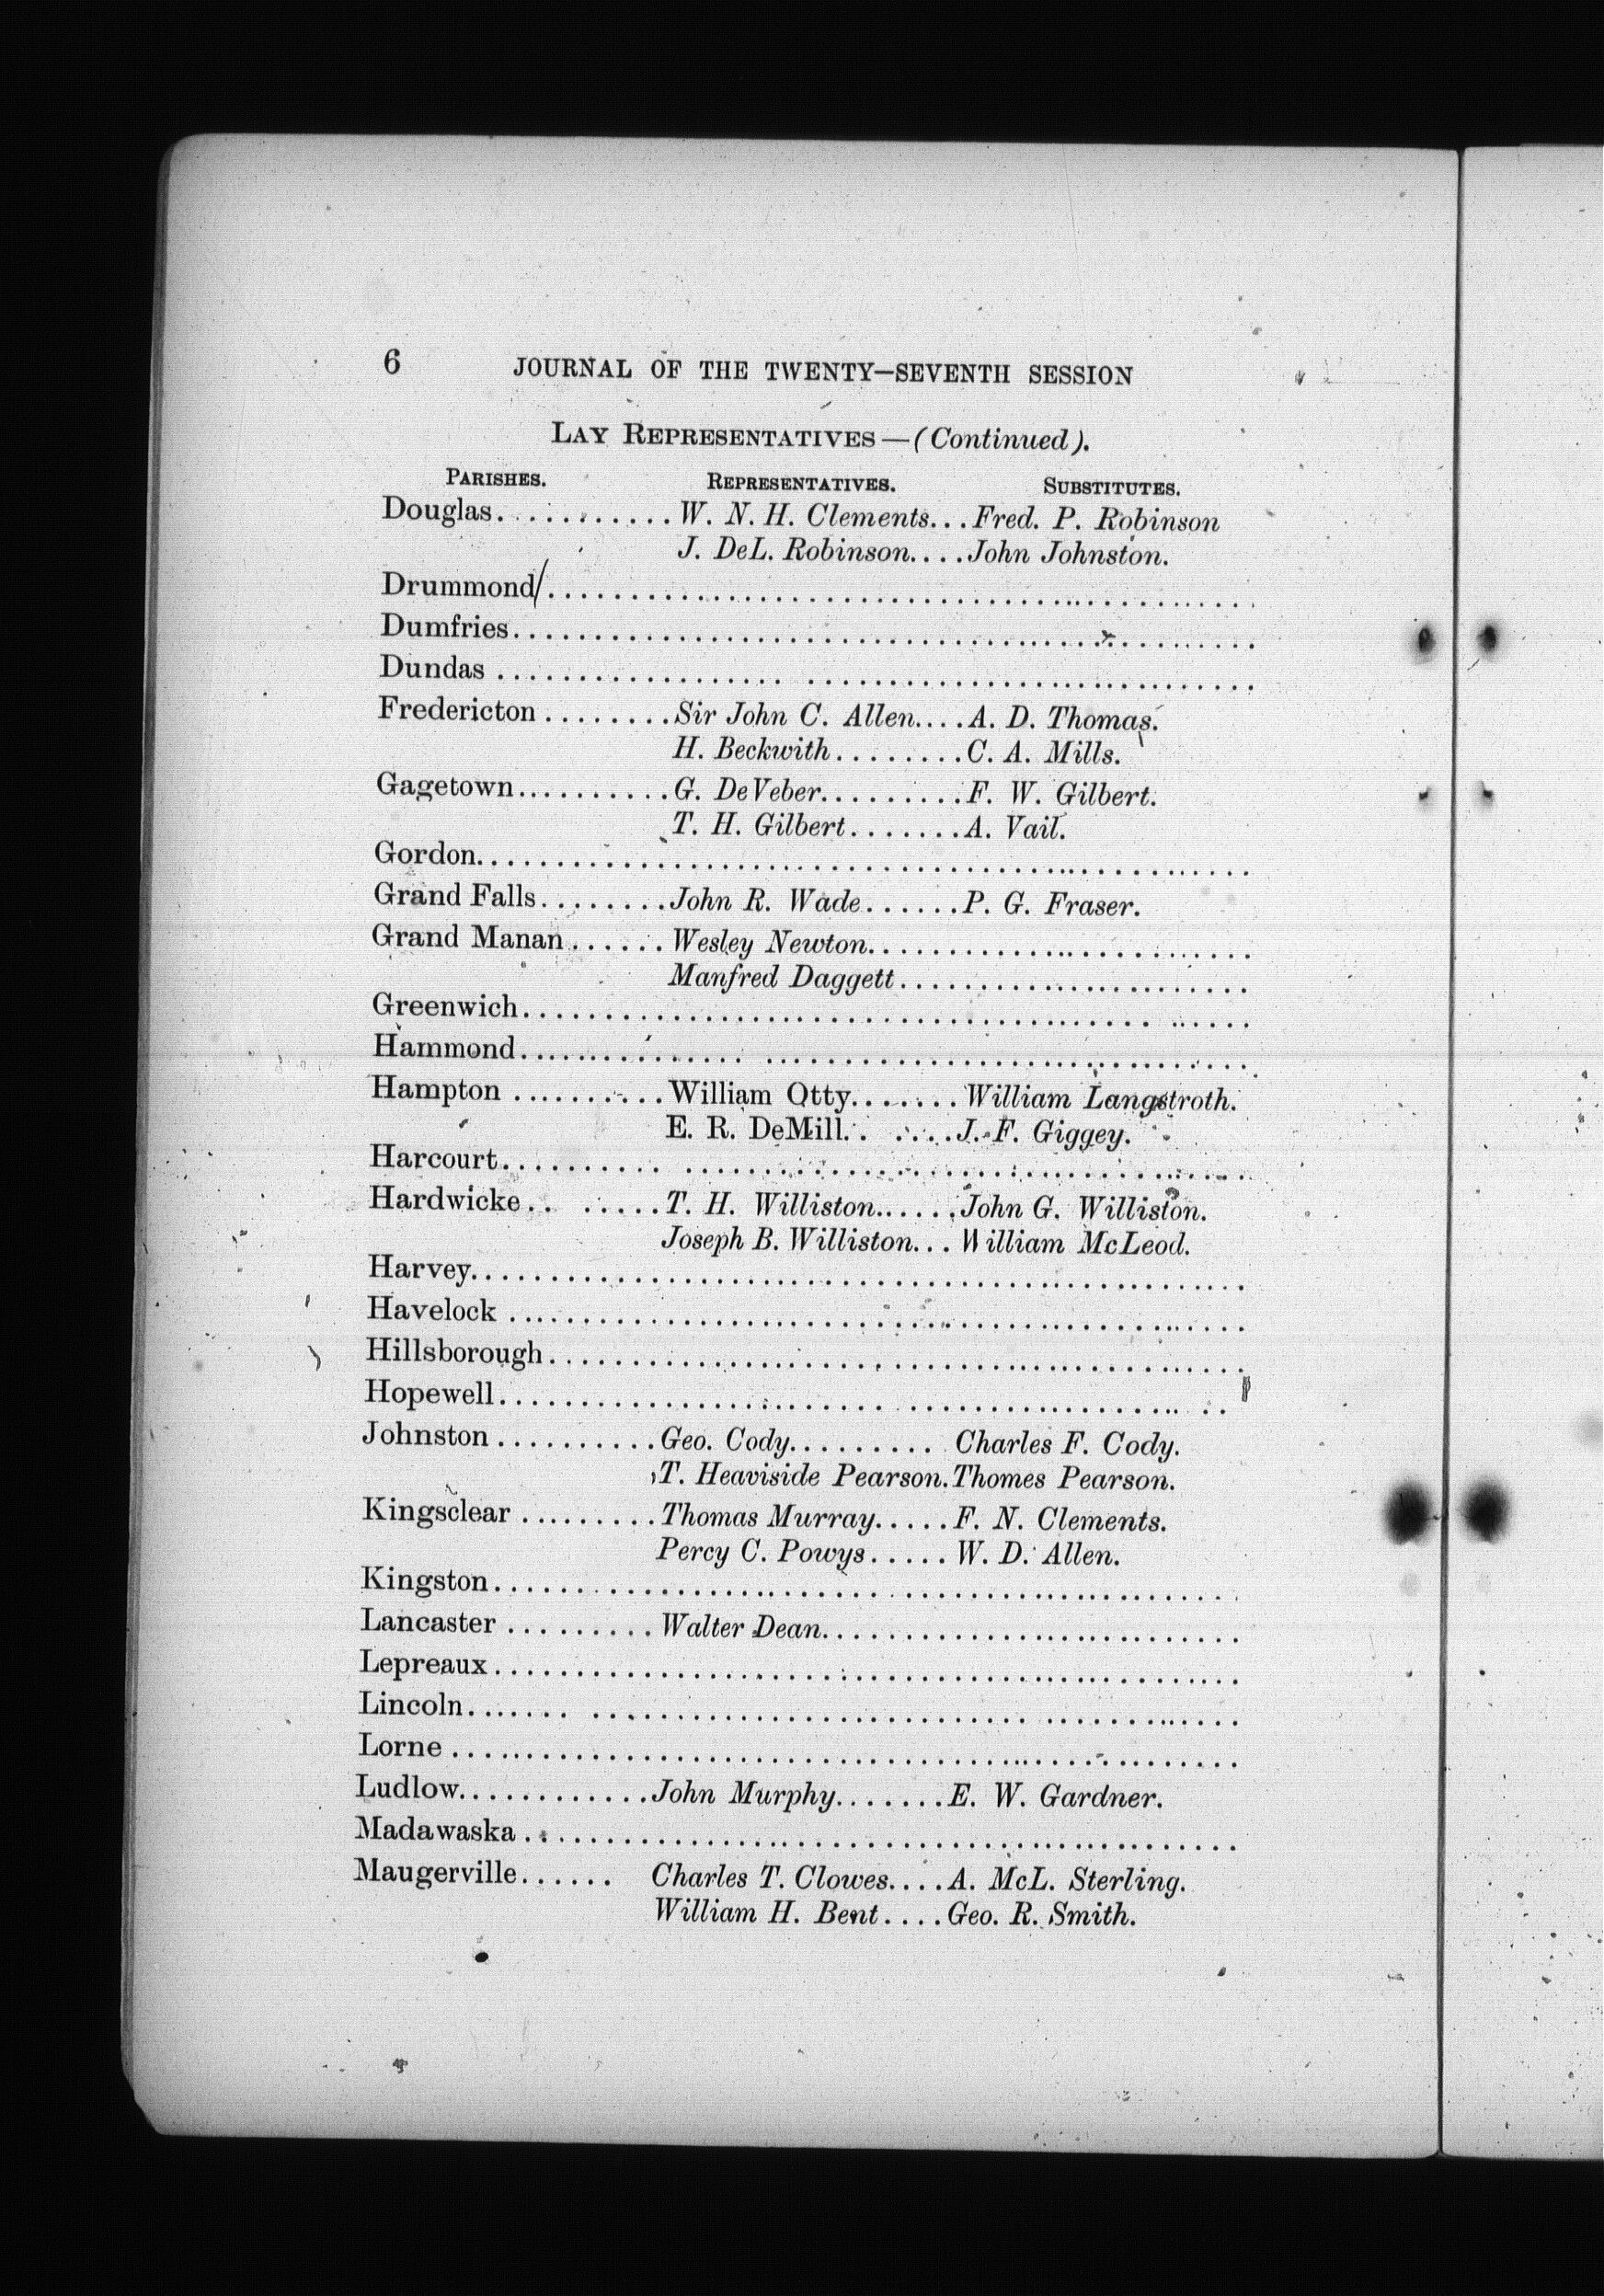 6 JOURNAL OF THE TWENTY—SEVENTH SESSION
LAY REPRESENTATIVES—(Continued).
PARISHES. REPRESENTATIVES. SUBSTITUTES.
Douglas............W. N. H. Clements...Fred. P. Robinson
J. DeL. Robinson....John Johnston.
Drummond/............................................
Dumfries..............................................
Dundas ................... ............................
Fredericton........Sir John C. Allen....A. D. Thomas.
H. Beckwith........C. A. Mills.
Gagetown..........G. DeVeber.........F. W. Gilbert.
T. H. Gilbert.......A. Vail.
Gordon................................................
Grand Falls........John R. Wade......P. G. Fraser.
Grand Manan......Wesley Newton........................
Manfred Daggett......................
Greenwich....................................... .....
Hammond.............. ..............................
Hampton ..........William Otty.......William Langstroth.
E. R. DeMill.. ....J. F. Giggey.
Harcourt.......... ...................................
Hardwicke.. .....T. H. Williston......John G. Williston.
Joseph B. Williston...William McLeod.
Harvey................................................
Havelock ..............................................
Hillsborough...........................................
Hopewell........................ .................. ..
Johnston..........Geo. Cody......... Charles F. Cody.
T. Heaviside Pearson.Thomes Pearson.
Kingsclear .........Thomas Murray.....F. N. Clements.
Percy C. Powys.....W. D. Allen.
Kingston..............................................
Lancaster .........Walter Dean..........................
Lepreaux..............................................
Lincoln....... ........................... ............
Lorne ................................................
Ludlow............John Murphy.......E. W. Gardner.
Madawaska............................................
Maugerville...... Charles T. Clowes....A. McL. Sterling.
William H. Bent....Geo. R. Smith.